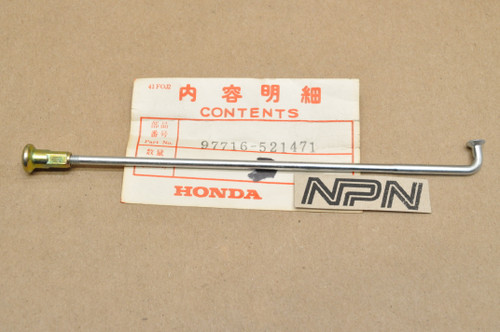 内容明細
CONTENTS
部品
番号
Part No.
97716-521471
数量
HONDA
NPN